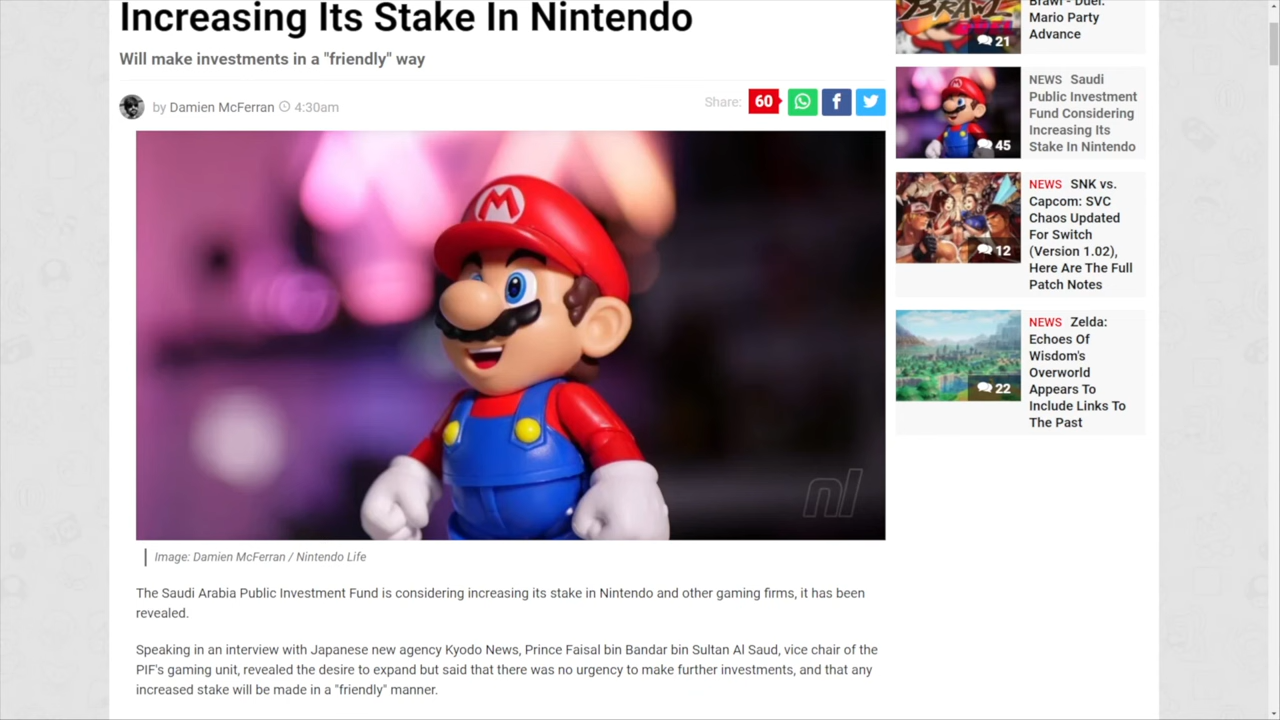 Increasing Its Stake In Nintendo
Will make investments in a "friendly" way
by Damien McFerran 4:30am
Share: 60
M
nl
Image: Damien McFerran / Nintendo Life
The Saudi Arabia Public Investment Fund is considering increasing its stake in Nintendo and other gaming firms, it has been
revealed.
Speaking in an interview with Japanese new agency Kyodo News, Prince Faisal bin Bandar bin Sultan Al Saud, vice chair of the
PIF's gaming unit, revealed the desire to expand but said that there was no urgency to make further investments, and that any
increased stake will be made in a "friendly" manner.
BRAWL
21
Brawl - Duel:
Mario Party
Advance
45
NEWS Saudi
Public Investment
Fund Considering
Increasing Its
Stake In Nintendo
12
NEWS SNK vs.
Capcom: SVC
Chaos Updated
For Switch
(Version 1.02),
Here Are The Full
Patch Notes
22
NEWS Zelda:
Echoes Of
Wisdom's
Overworld
Appears To
Include Links To
The Past